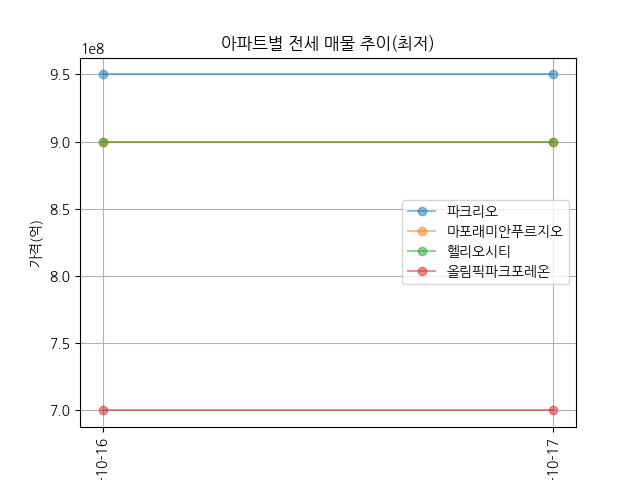 아파트별 전세 매물 추이(최저)
1e8
9.5
9.0
8.5
8.0
7.5
7.0
가격(억)
파크리오
마포래미안푸르지오
헬리오시티
올림픽파크포레온
-10-16
-10-17